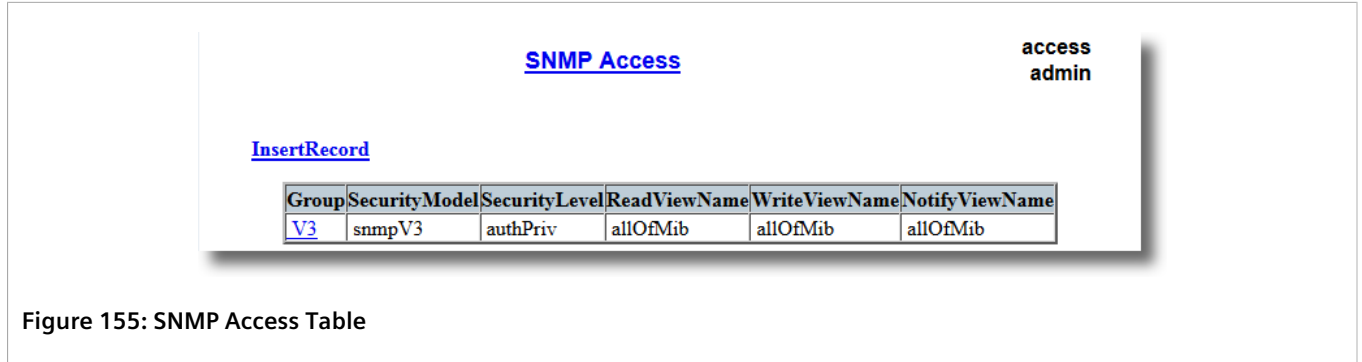 SNMP Access
access
admin
InsertRecord
Group SecurityModel SecurityLevel ReadViewName WriteViewName NotifyViewName
V3 snmpV3 authPriv allOfMib allOfMib allOfMib
Figure 155: SNMP Access Table